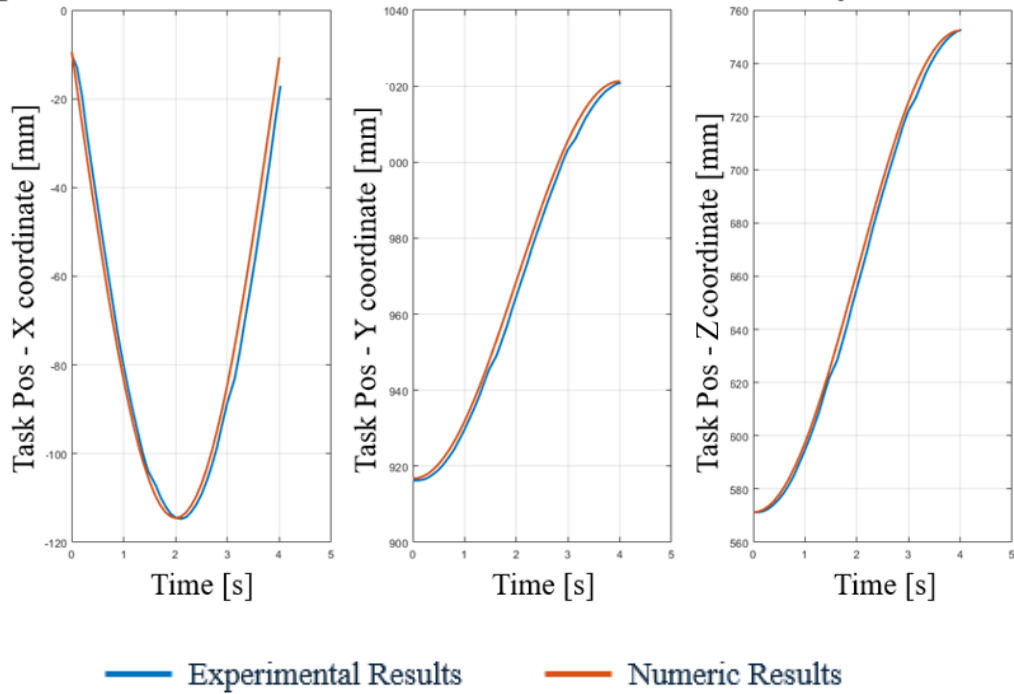 Task Pos - X coordinate [mm]
0
-20
-40
-60
-80
-100
-120
0 1 2 3 4 5
Time [s]
Task Pos - Y coordinate [mm]
1040
020
000
980
960
940
920
900
0 1 2 3 4 5
Time [s]
Task Pos - Z coordinate [mm]
760
740
720
700
680
660
640
620
600
580
560
0 1 2 3 4 5
Time [s]
Experimental Results
Numeric Results